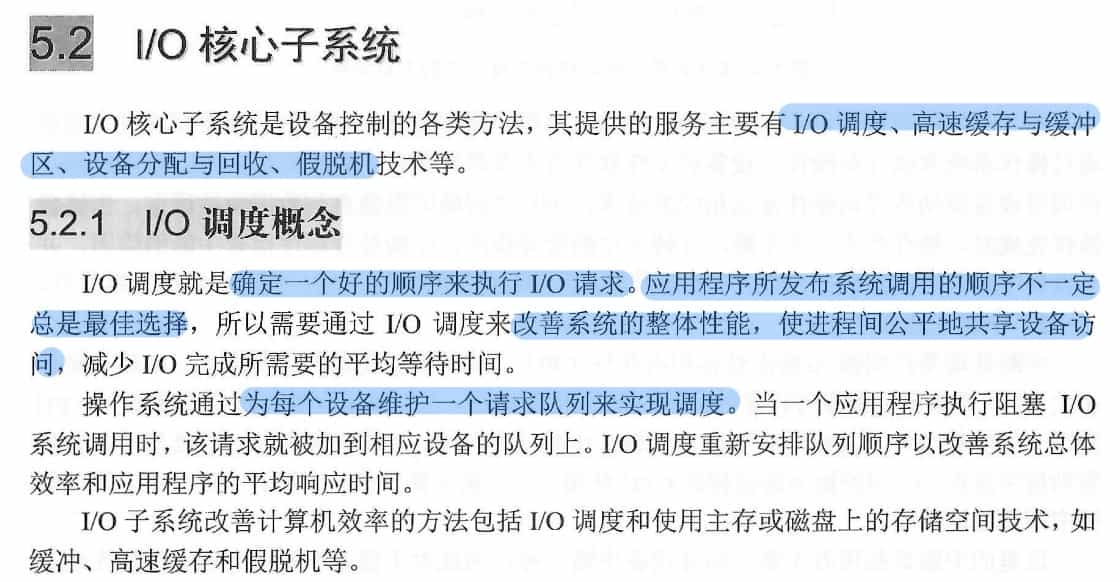 5.2 I/O 核心子系统
I/O 核心子系统是设备控制的各类方法，其提供的服务主要有 I/O 调度、高速缓存与缓冲
区、设备分配与回收、假脱机技术等。
5.2.1 I/O 调度概念
I/O 调度就是确定一个好的顺序来执行 I/O 请求。应用程序所发布系统调用的顺序不一定
总是最佳选择，所以需要通过 I/O 调度来改善系统的整体性能，使进程间公平地共享设备访
问，减少 I/O 完成所需要的平均等待时间。
操作系统通过为每个设备维护一个请求队列来实现调度。当一个应用程序执行阻塞 I/O
系统调用时，该请求就被加到相应设备的队列上。I/O 调度重新安排队列顺序以改善系统总体
效率和应用程序的平均响应时间。
I/O 子系统改善计算机效率的方法包括 I/O 调度和使用主存或磁盘上的存储空间技术，如
缓冲、高速缓存和假脱机等。